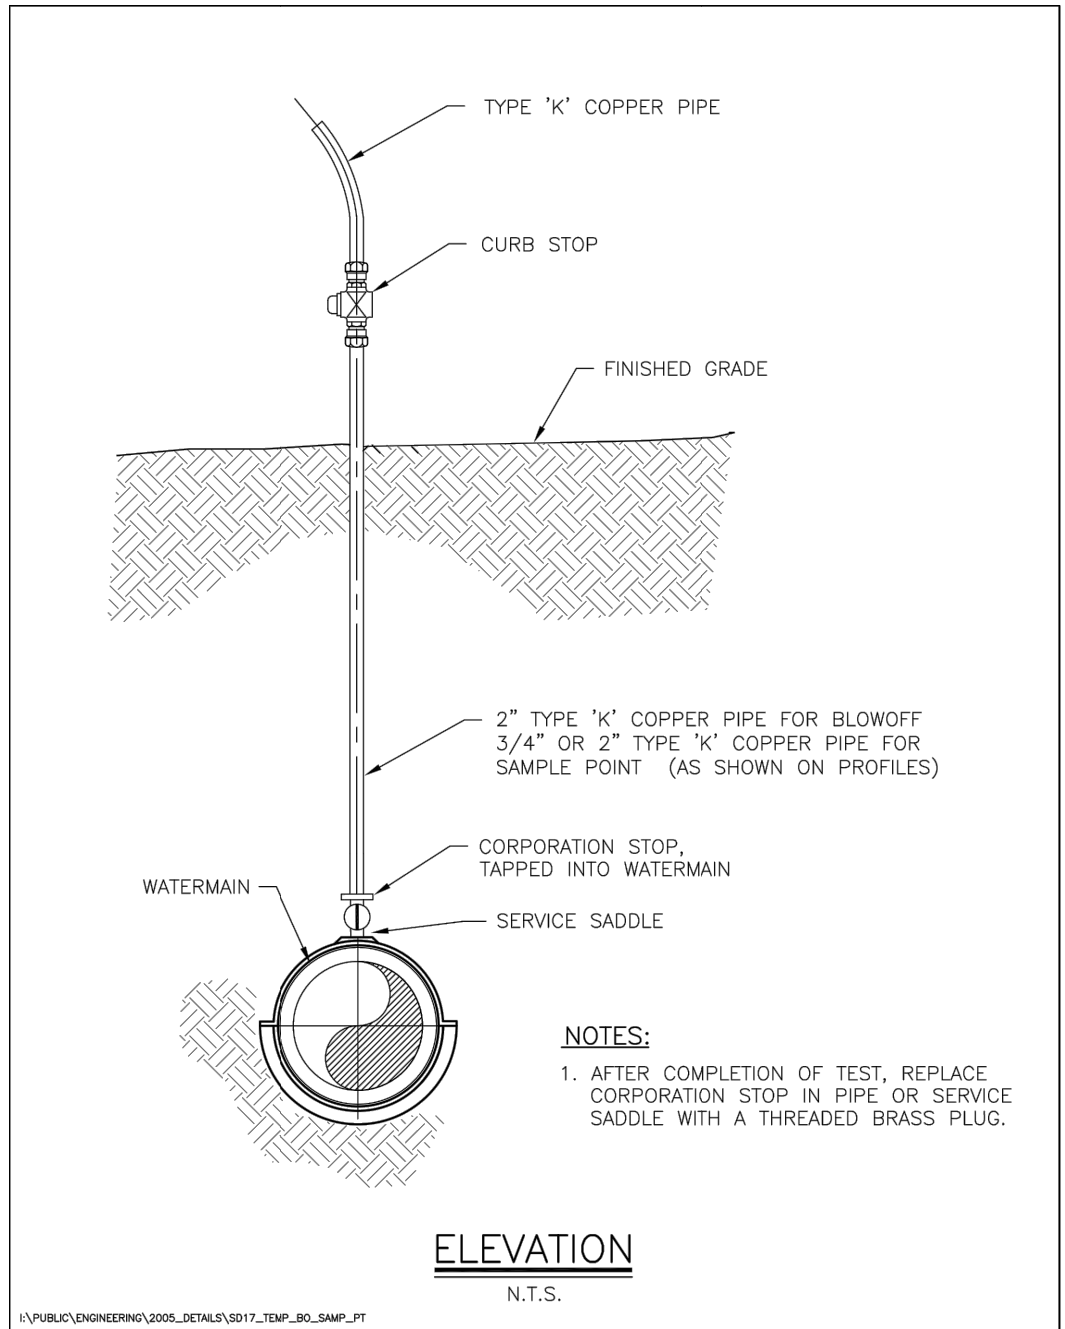 TYPE 'K' COPPER PIPE
CURB STOP
FINISHED GRADE
2" TYPE 'K' COPPER PIPE FOR BLOWOFF
3/4" OR 2" TYPE 'K' COPPER PIPE FOR
SAMPLE POINT (AS SHOWN ON PROFILES)
CORPORATION STOP,
TAPPED INTO WATERMAIN
WATERMAIN
SERVICE SADDLE
NOTES:
1. AFTER COMPLETION OF TEST, REPLACE
CORPORATION STOP IN PIPE OR SERVICE
SADDLE WITH A THREADED BRASS PLUG.
ELEVATION
N.T.S.
I:\PUBLIC\ENGINEERING\2005_DETAILS\SD17_TEMP_BO_SAMP_PT